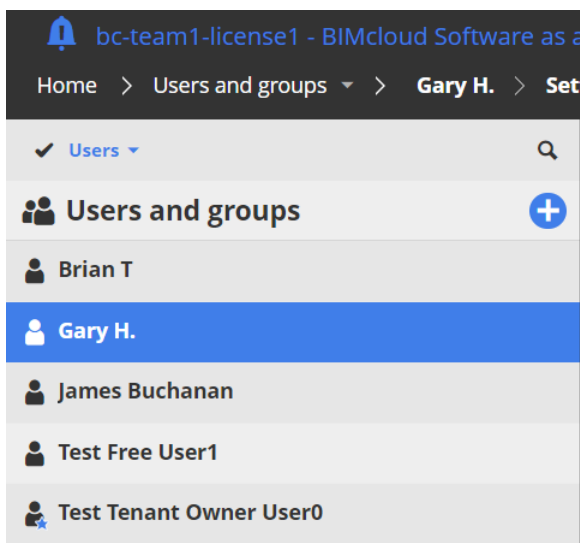 bc-team1-license1 - BIMcloud Software as
Home > Users and groups > Gary H. > Set
Users
Users and groups
Brian T
Gary H.
James Buchanan
Test Free User1
Test Tenant Owner User0